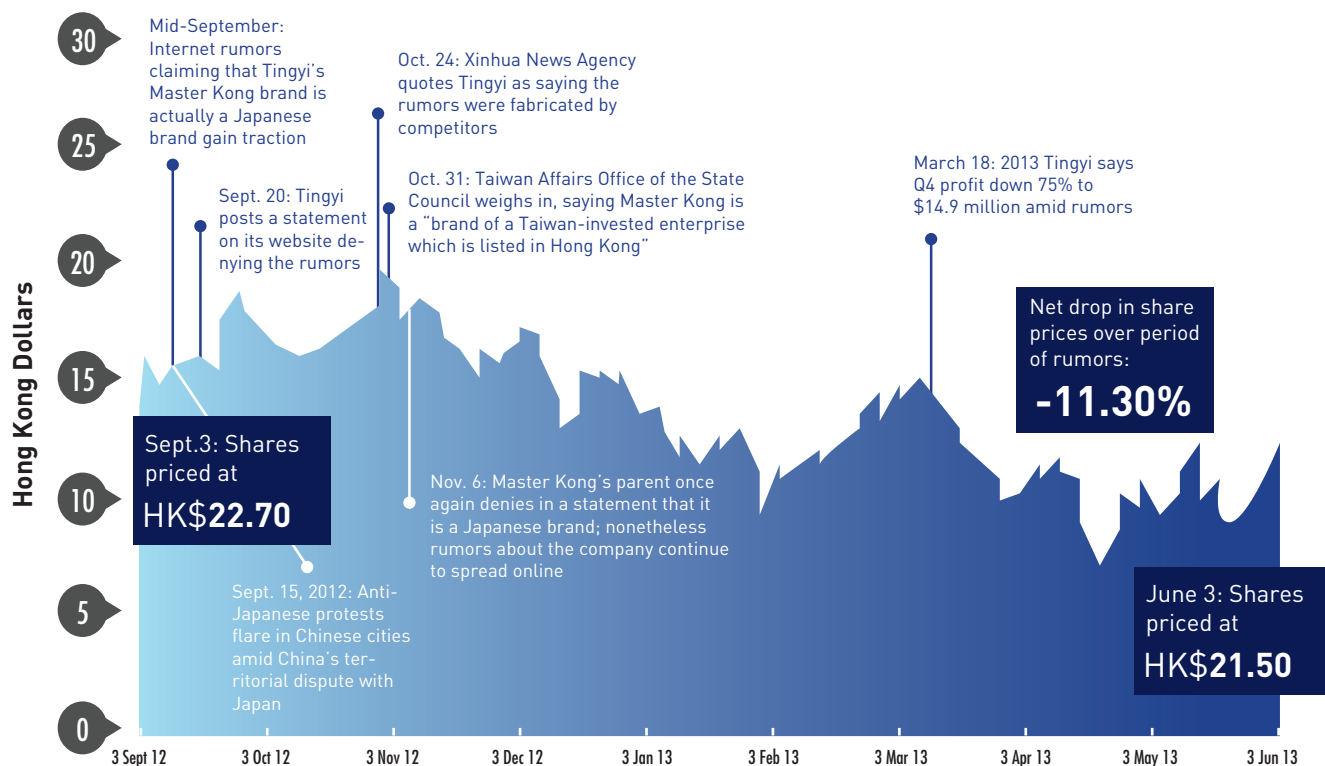 Hong Kong Dollars
30
25
20
15
10
5
0
Mid-September:
Internet rumors
claiming that Tingyi’s
Master Kong brand is
actually a Japanese
brand gain traction
Sept. 20: Tingyi
posts a statement
on its website de-
nying the rumors
Oct. 24: Xinhua News Agency
quotes Tingyi as saying the
rumors were fabricated by
competitors
Oct. 31: Taiwan Affairs Office of the State
Council weighs in, saying Master Kong is
a “brand of a Taiwan-invested enterprise
which is listed in Hong Kong”
March 18: 2013 Tingyi says
Q4 profit down 75% to
$14.9 million amid rumors
Net drop in share
prices over period
of rumors:
-11.30%
Sept.3: Shares
priced at
HK$22.70
Nov. 6: Master Kong’s parent once
again denies in a statement that it
is a Japanese brand; nonetheless
rumors about the company continue
to spread online
Sept. 15, 2012: Anti-
Japanese protests
flare in Chinese cities
amid China’s ter-
ritorial dispute with
Japan
June 3: Shares
priced at
HK$21.50
3 Sept 12
3 Oct 12
3 Nov 12
3 Dec 12
3 Jan 13
3 Feb 13
3 Mar 13
3 Apr 13
3 May 13
3 Jun 13